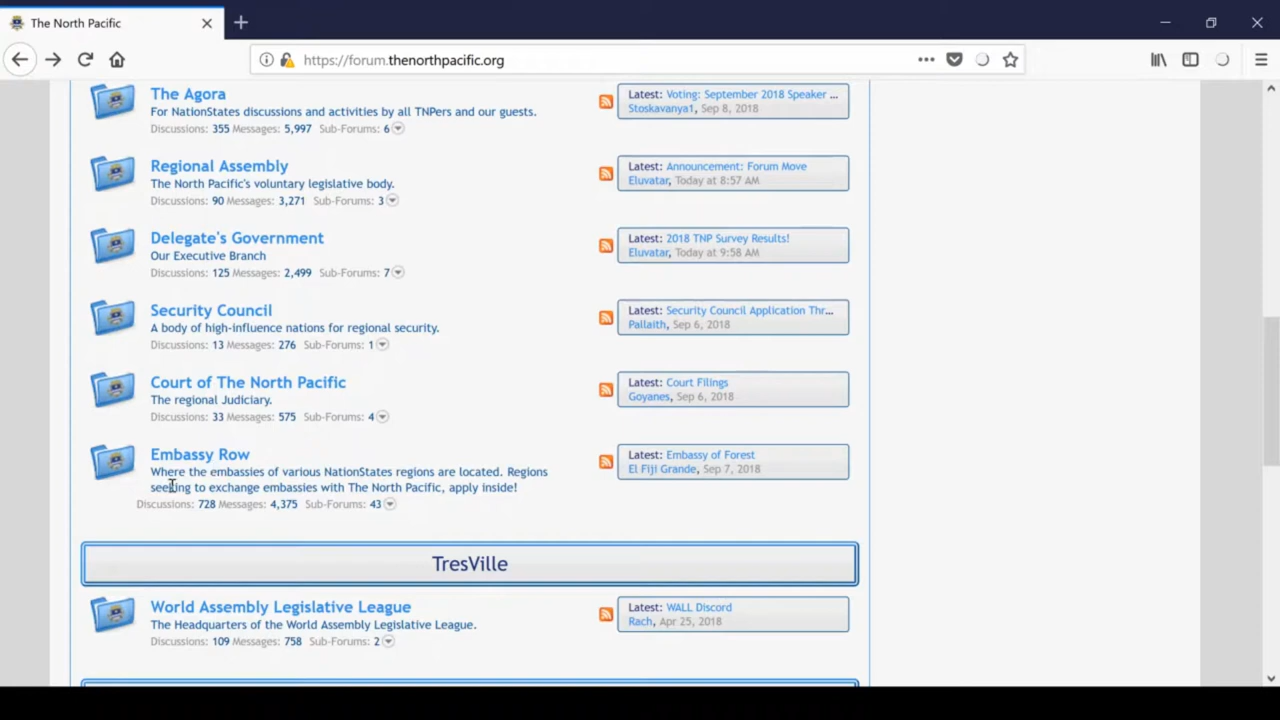 The North Pacific
https://forum.thenorthpacific.org
The Agora
For NationStates discussions and activities by all TNPers and our guests.
Discussions: 355 Messages: 5,997 Sub-Forums: 6
Latest: Voting: September 2018 Speaker ...
Stoskavanya1, Sep 8, 2018
Regional Assembly
The North Pacific's voluntary legislative body.
Discussions: 90 Messages: 3,271 Sub-Forums: 3
Latest: Announcement: Forum Move
Eluvatar, Today at 8:57 AM
Delegate's Government
Our Executive Branch
Discussions: 125 Messages: 2,499 Sub-Forums: 7
Latest: 2018 TNP Survey Results!
Eluvatar, Today at 9:58 AM
Security Council
A body of high-influence nations for regional security.
Discussions: 13 Messages: 276 Sub-Forums: 1
Latest: Security Council Application Thr...
Pallaith, Sep 6, 2018
Court of The North Pacific
The regional Judiciary.
Discussions: 33 Messages: 575 Sub-Forums: 4
Latest: Court Filings
Goyanes, Sep 6, 2018
Embassy Row
Where the embassies of various NationStates regions are located. Regions
seeking to exchange embassies with The North Pacific, apply inside!
Discussions: 728 Messages: 4,375 Sub-Forums: 43
Latest: Embassy of Forest
El Fiji Grande, Sep 7, 2018
TresVille
World Assembly Legislative League
The Headquarters of the World Assembly Legislative League.
Discussions: 109 Messages: 758 Sub-Forums: 2
Latest: WALL Discord
Rach, Apr 25, 2018